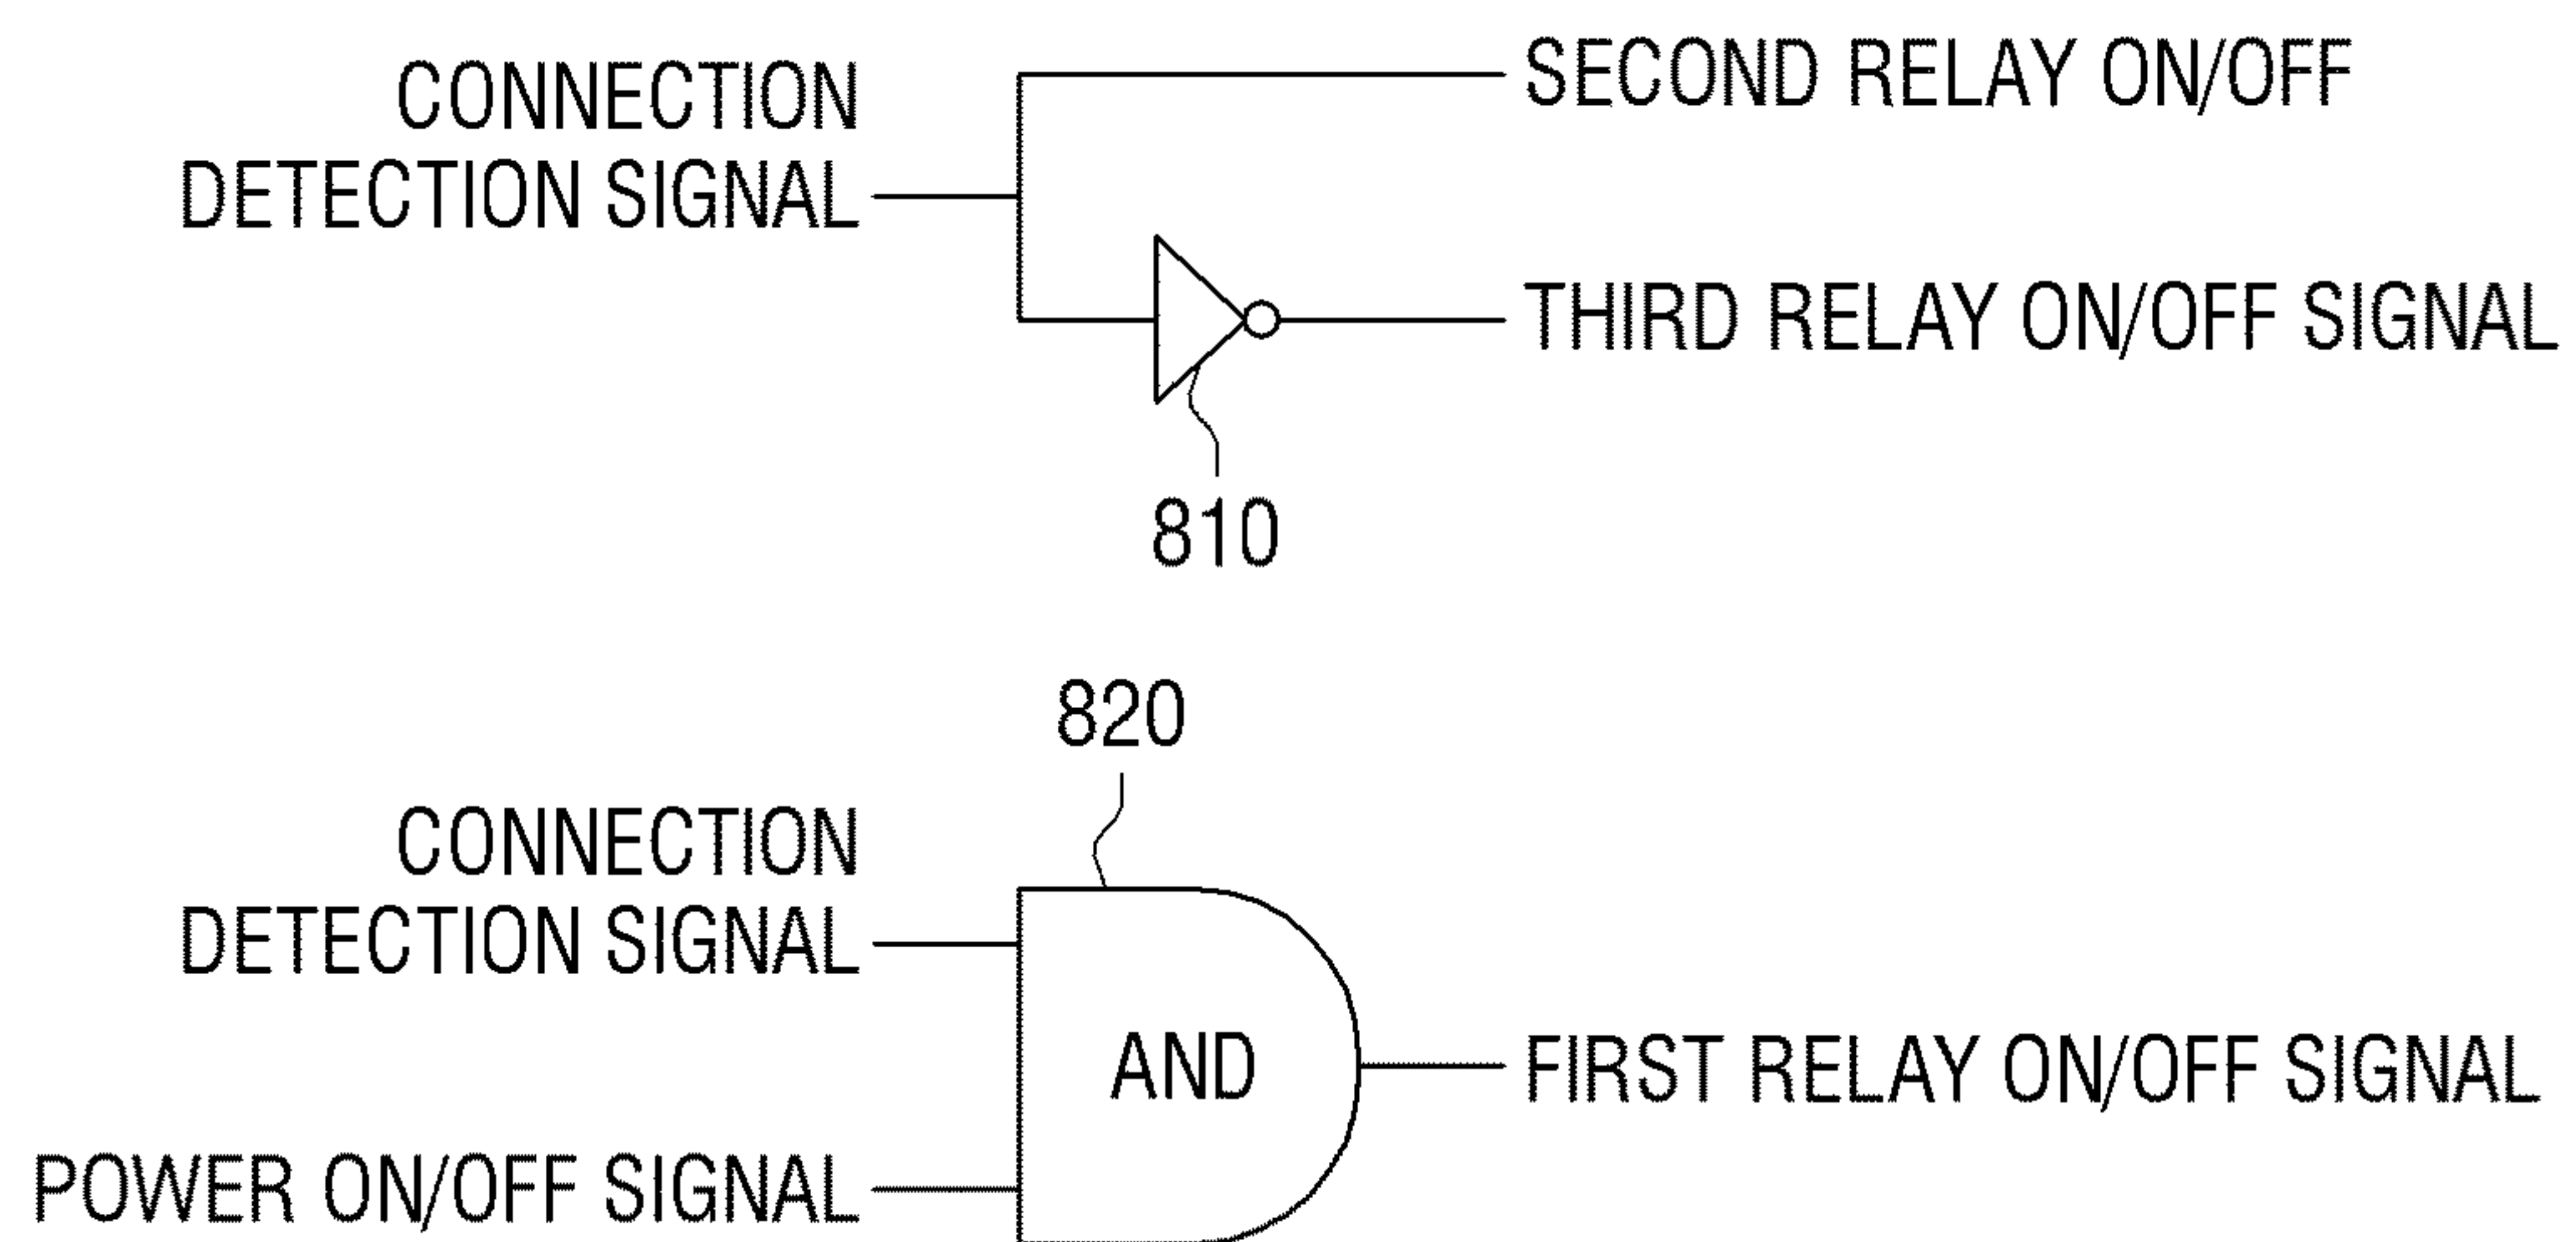 CONNECTION
DETECTION SIGNAL
SECOND RELAY ON/OFF
THIRD RELAY ON/OFF SIGNAL
810
820
CONNECTION
DETECTION SIGNAL
AND
FIRST RELAY ON/OFF SIGNAL
POWER ON/OFF SIGNAL